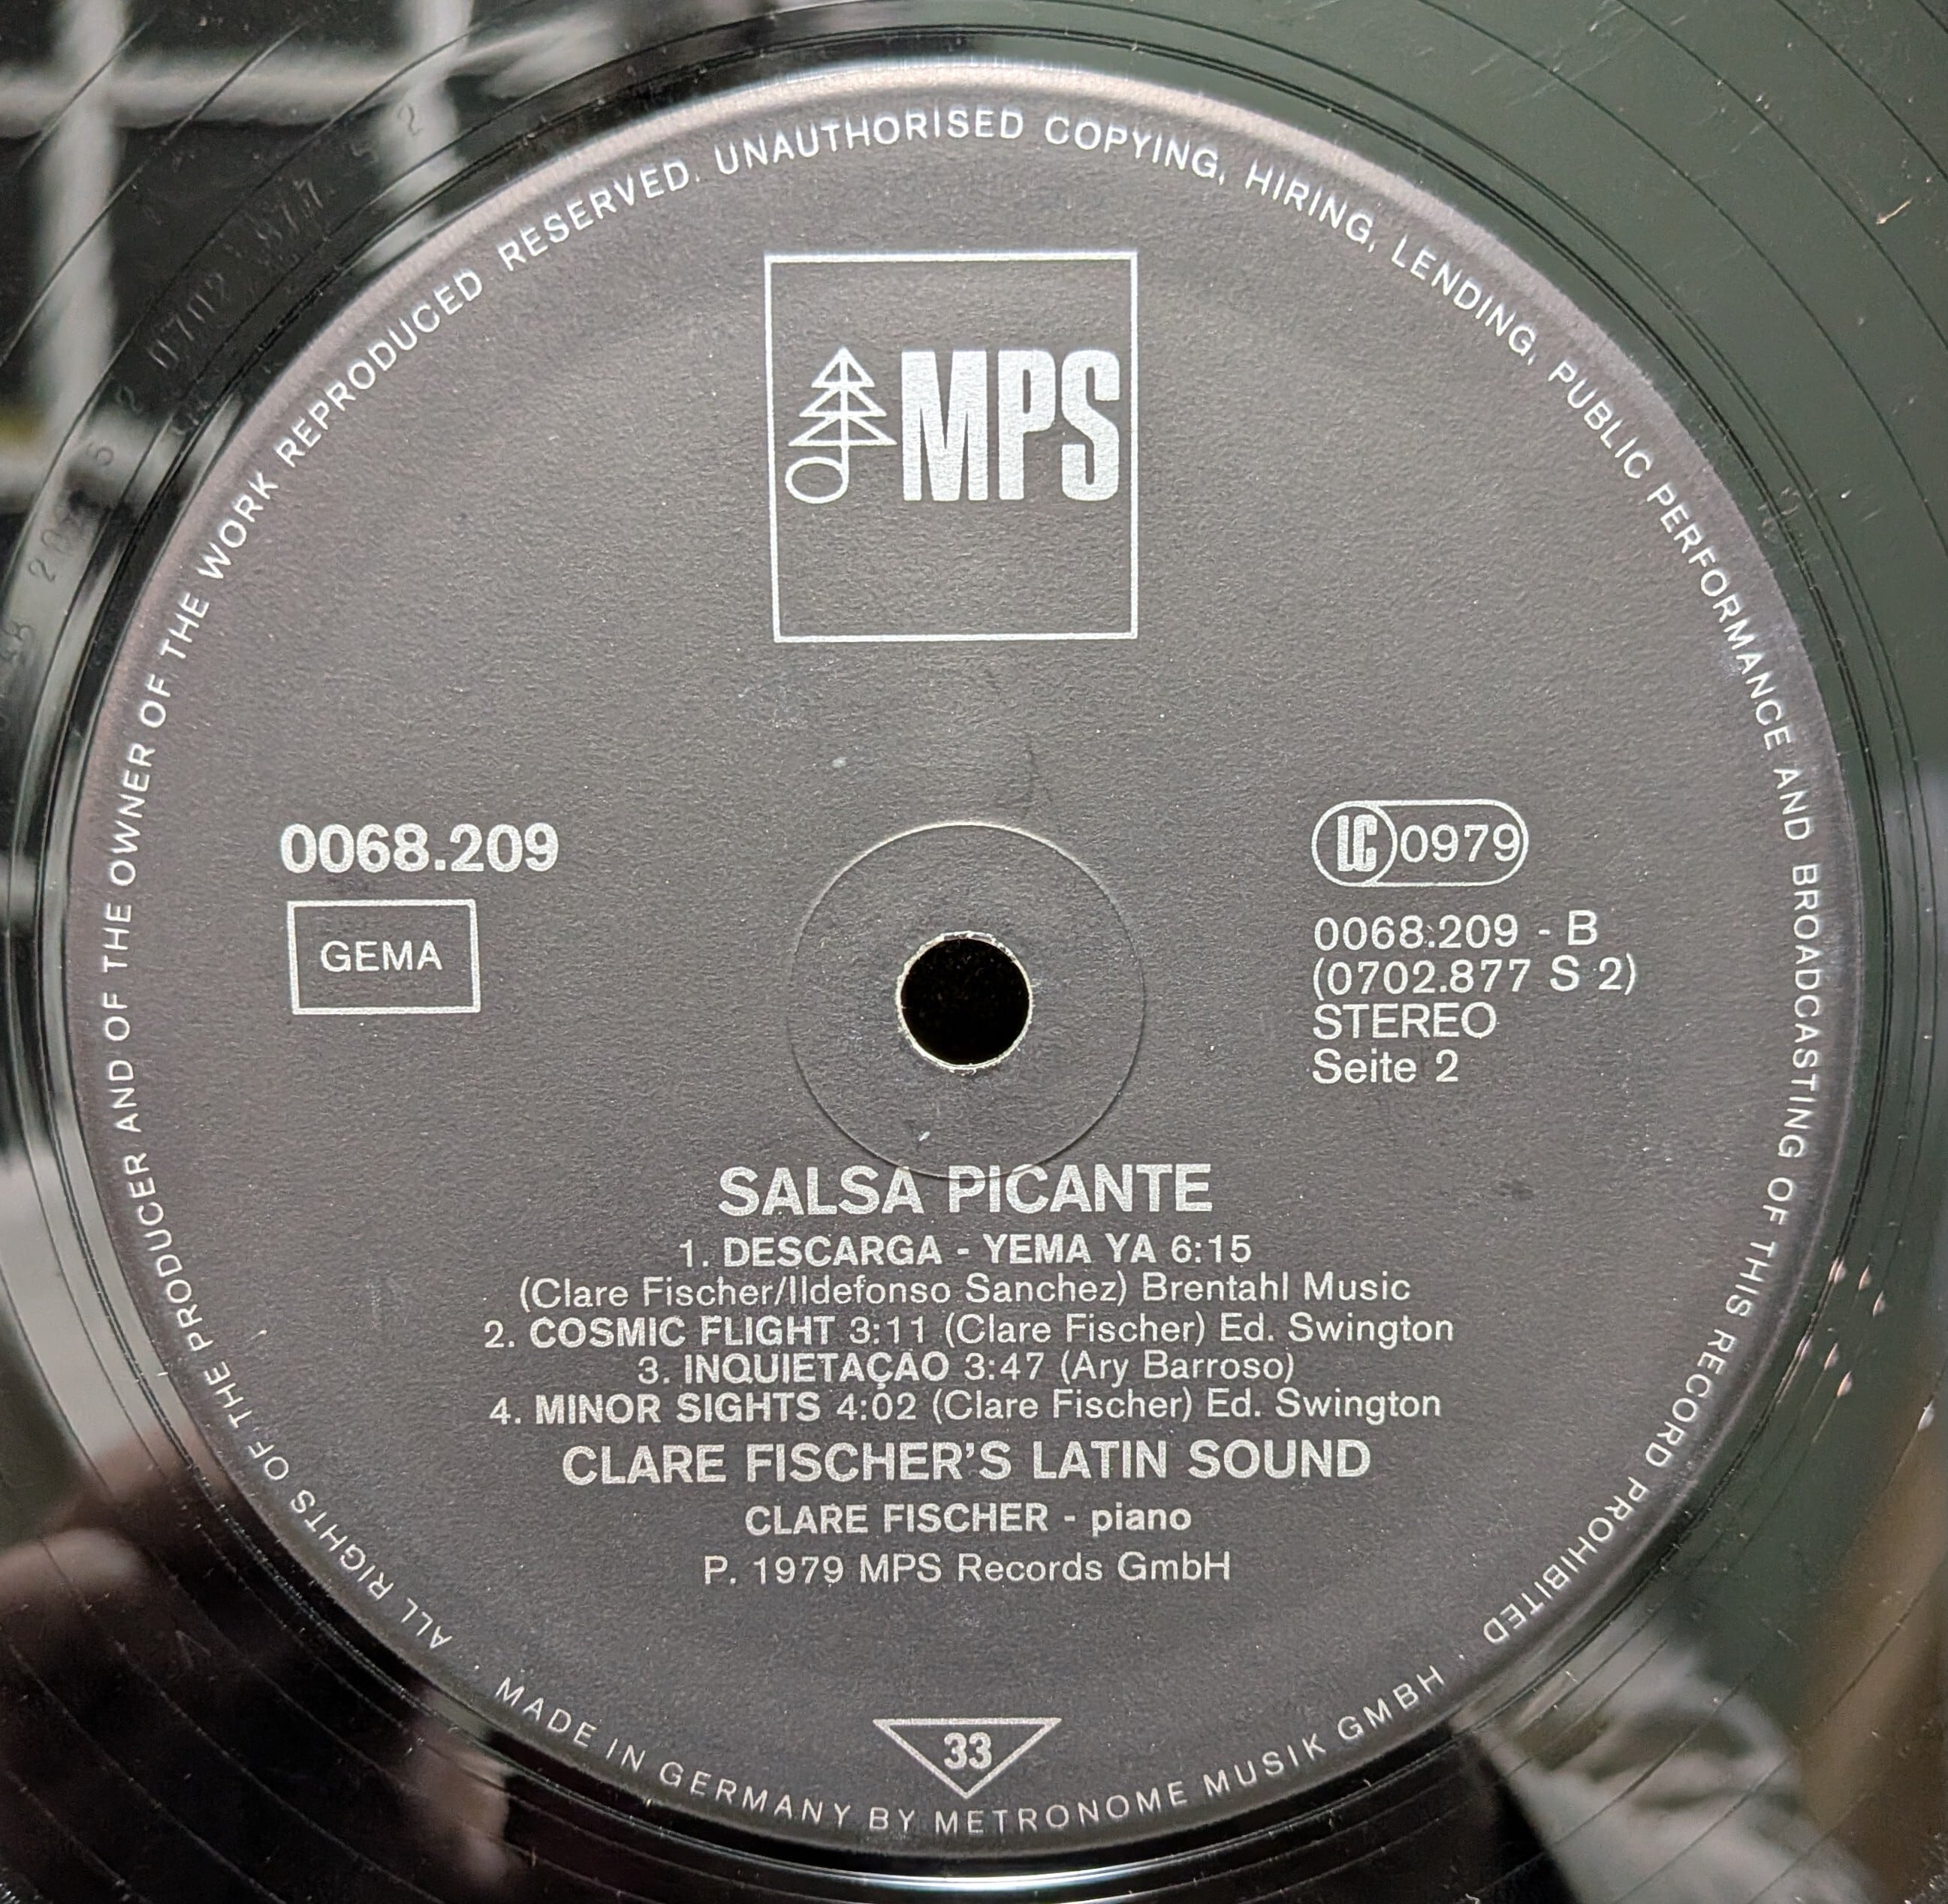 ALL RIGHTS OF THE PRODUCER AND OF THE OWNER OF THE WORK REPRODUCED RESERVED. UNAUTHORISED COPYING, HIRING, LENDING, PUBLIC PERFORMANCE AND BROADCASTING OF THIS RECORD PROHIBITED
MPS
0068.209
GEMA
LC 0979
0068.209 - B
(0702.877 S 2)
STEREO
Seite 2
SALSA PICANTE
1. DESCARGA - YEMA YA 6:15
(Clare Fischer/Ildefonso Sanchez) Brentahl Music
2. COSMIC FLIGHT 3:11 (Clare Fischer) Ed. Swington
3. INQUIETAÇAO 3:47 (Ary Barroso)
4. MINOR SIGHTS 4:02 (Clare Fischer) Ed. Swington
CLARE FISCHER'S LATIN SOUND
CLARE FISCHER - piano
P. 1979 MPS Records GmbH
33
MADE IN GERMANY BY METRONOME MUSIK GMBH